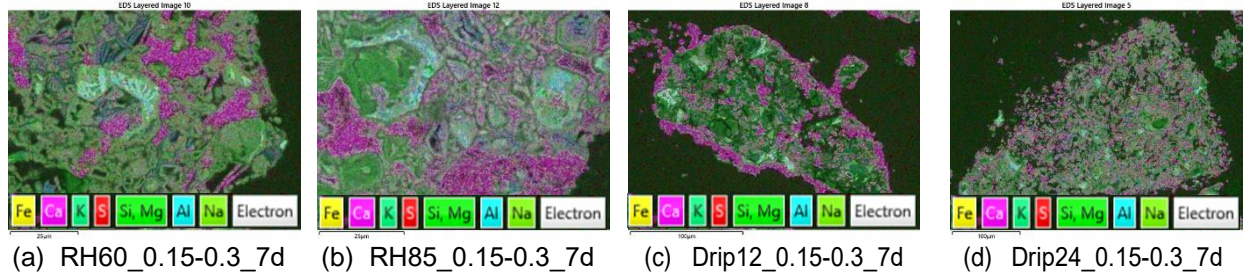 EDS Layered Image 10
Fe Ca K S Si, Mg Al Na Electron
25µm
(a) RH60_0.15-0.3_7d
EDS Layered Image 12
Fe Ca K S Si, Mg Al Na Electron
25µm
(b) RH85_0.15-0.3_7d
EDS Layered Image 8
Fe Ca K S Si, Mg Al Na Electron
100µm
(c) Drip12_0.15-0.3_7d
EDS Layered Image 5
Fe Ca K S Si, Mg Al Na Electron
100µm
(d) Drip24_0.15-0.3_7d